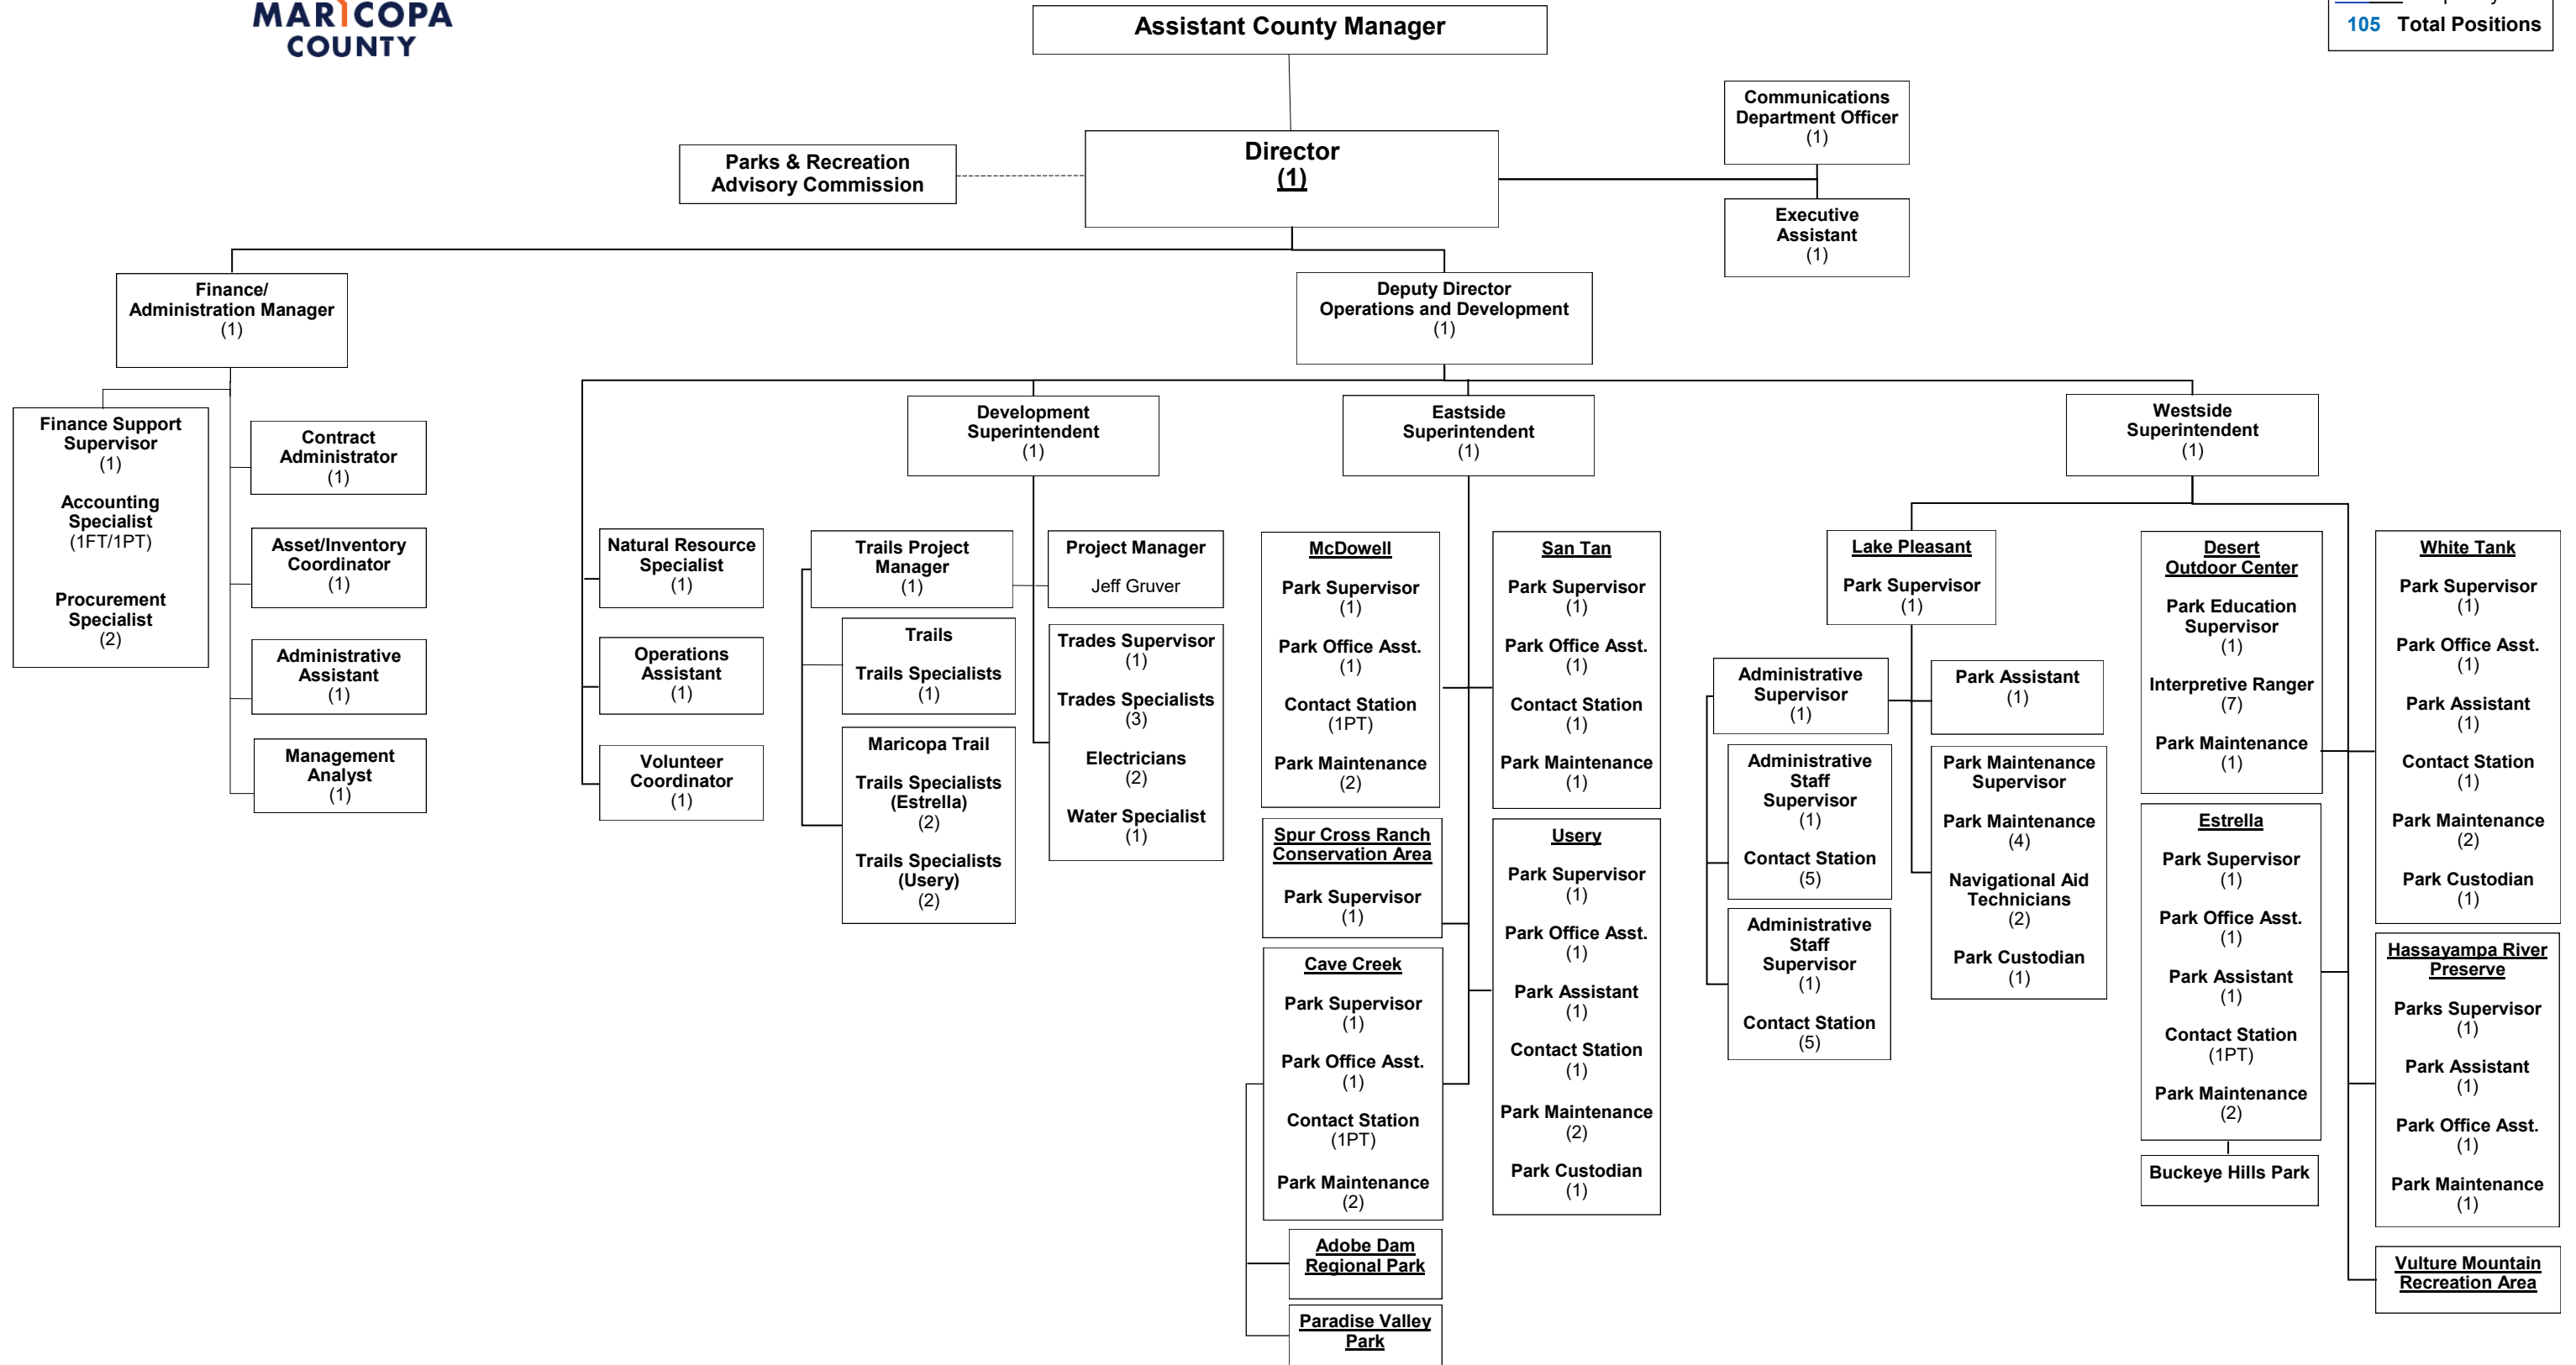 MARICOPA
COUNTY
Assistant County Manager
105 Total Positions
Communications
Department Officer
(1)
Parks & Recreation
Advisory Commission
Director
(1)
Executive
Assistant
(1)
Finance/
Administration Manager
(1)
Deputy Director
Operations and Development
(1)
Finance Support
Supervisor
(1)
Accounting
Specialist
(1FT/1PT)
Procurement
Specialist
(2)
Contract
Administrator
(1)
Asset/Inventory
Coordinator
(1)
Administrative
Assistant
(1)
Management
Analyst
(1)
Development
Superintendent
(1)
Eastside
Superintendent
(1)
Westside
Superintendent
(1)
Natural Resource
Specialist
(1)
Operations
Assistant
(1)
Volunteer
Coordinator
(1)
Trails Project
Manager
(1)
Trails
Trails Specialists
(1)
Maricopa Trail
Trails Specialists
(Estrella)
(2)
Trails Specialists
(Usery)
(2)
Project Manager
Jeff Gruver
Trades Supervisor
(1)
Trades Specialists
(3)
Electricians
(2)
Water Specialist
(1)
McDowell
Park Supervisor
(1)
Park Office Asst.
(1)
Contact Station
(1PT)
Park Maintenance
(2)
Spur Cross Ranch
Conservation Area
Park Supervisor
(1)
Cave Creek
Park Supervisor
(1)
Park Office Asst.
(1)
Contact Station
(1PT)
Park Maintenance
(2)
Adobe Dam
Regional Park
Paradise Valley
Park
San Tan
Park Supervisor
(1)
Park Office Asst.
(1)
Contact Station
(1)
Park Maintenance
(1)
Usery
Park Supervisor
(1)
Park Office Asst.
(1)
Park Assistant
(1)
Contact Station
(1)
Park Maintenance
(2)
Park Custodian
(1)
Lake Pleasant
Park Supervisor
(1)
Administrative
Supervisor
(1)
Administrative
Staff
Supervisor
(1)
Contact Station
(5)
Administrative
Staff
Supervisor
(1)
Contact Station
(5)
Park Assistant
(1)
Park Maintenance
Supervisor
Park Maintenance
(4)
Navigational Aid
Technicians
(2)
Park Custodian
(1)
Desert
Outdoor Center
Park Education
Supervisor
(1)
Interpretive Ranger
(7)
Park Maintenance
(1)
Estrella
Park Supervisor
(1)
Park Office Asst.
(1)
Park Assistant
(1)
Contact Station
(1PT)
Park Maintenance
(2)
Buckeye Hills Park
White Tank
Park Supervisor
(1)
Park Office Asst.
(1)
Park Assistant
(1)
Contact Station
(1)
Park Maintenance
(2)
Park Custodian
(1)
Hassayampa River
Preserve
Parks Supervisor
(1)
Park Assistant
(1)
Park Office Asst.
(1)
Park Maintenance
(1)
Vulture Mountain
Recreation Area